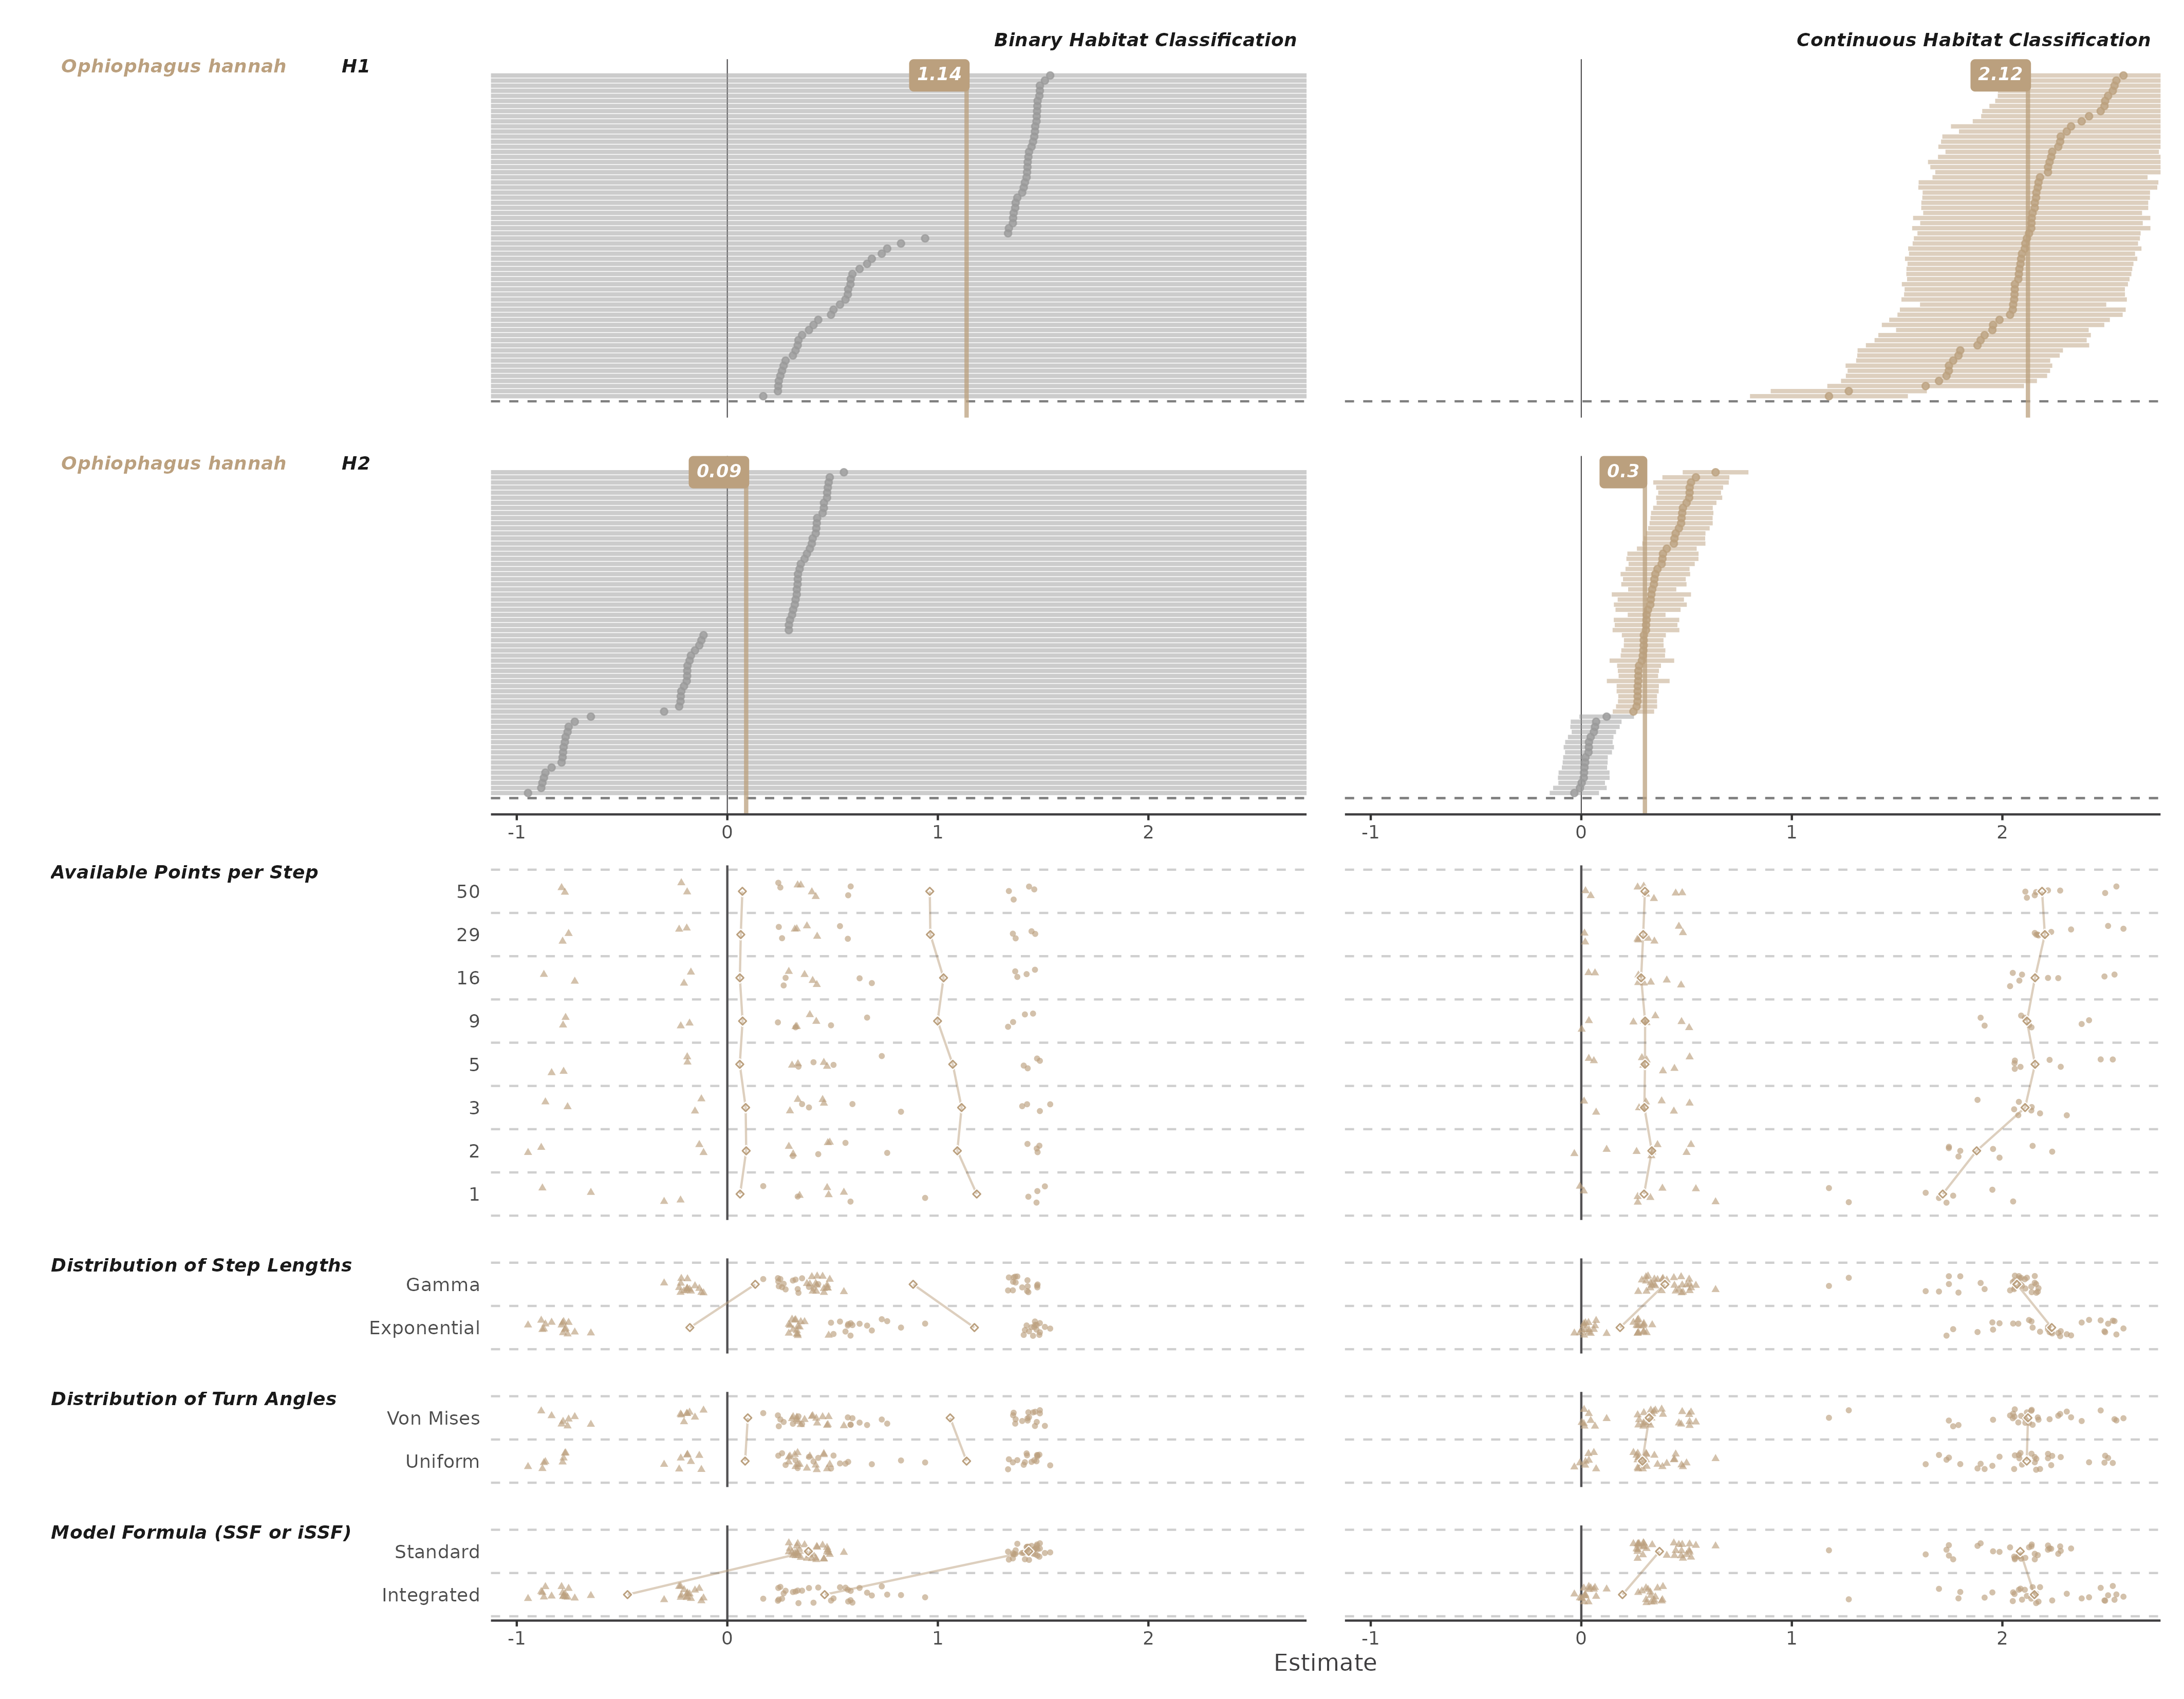 Binary Habitat Classification
Continuous Habitat Classification
Ophiophagus hannah H1
1.14
2.12
Ophiophagus hannah H2
0.09
0.3
-1 0 1 2
-1 0 1 2
Available Points per Step
50
29
16
9
5
3
2
1
Distribution of Step Lengths
Gamma
Exponential
Distribution of Turn Angles
Von Mises
Uniform
Model Formula (SSF or iSSF)
Standard
Integrated
-1 0 1 2
-1 0 1 2
Estimate